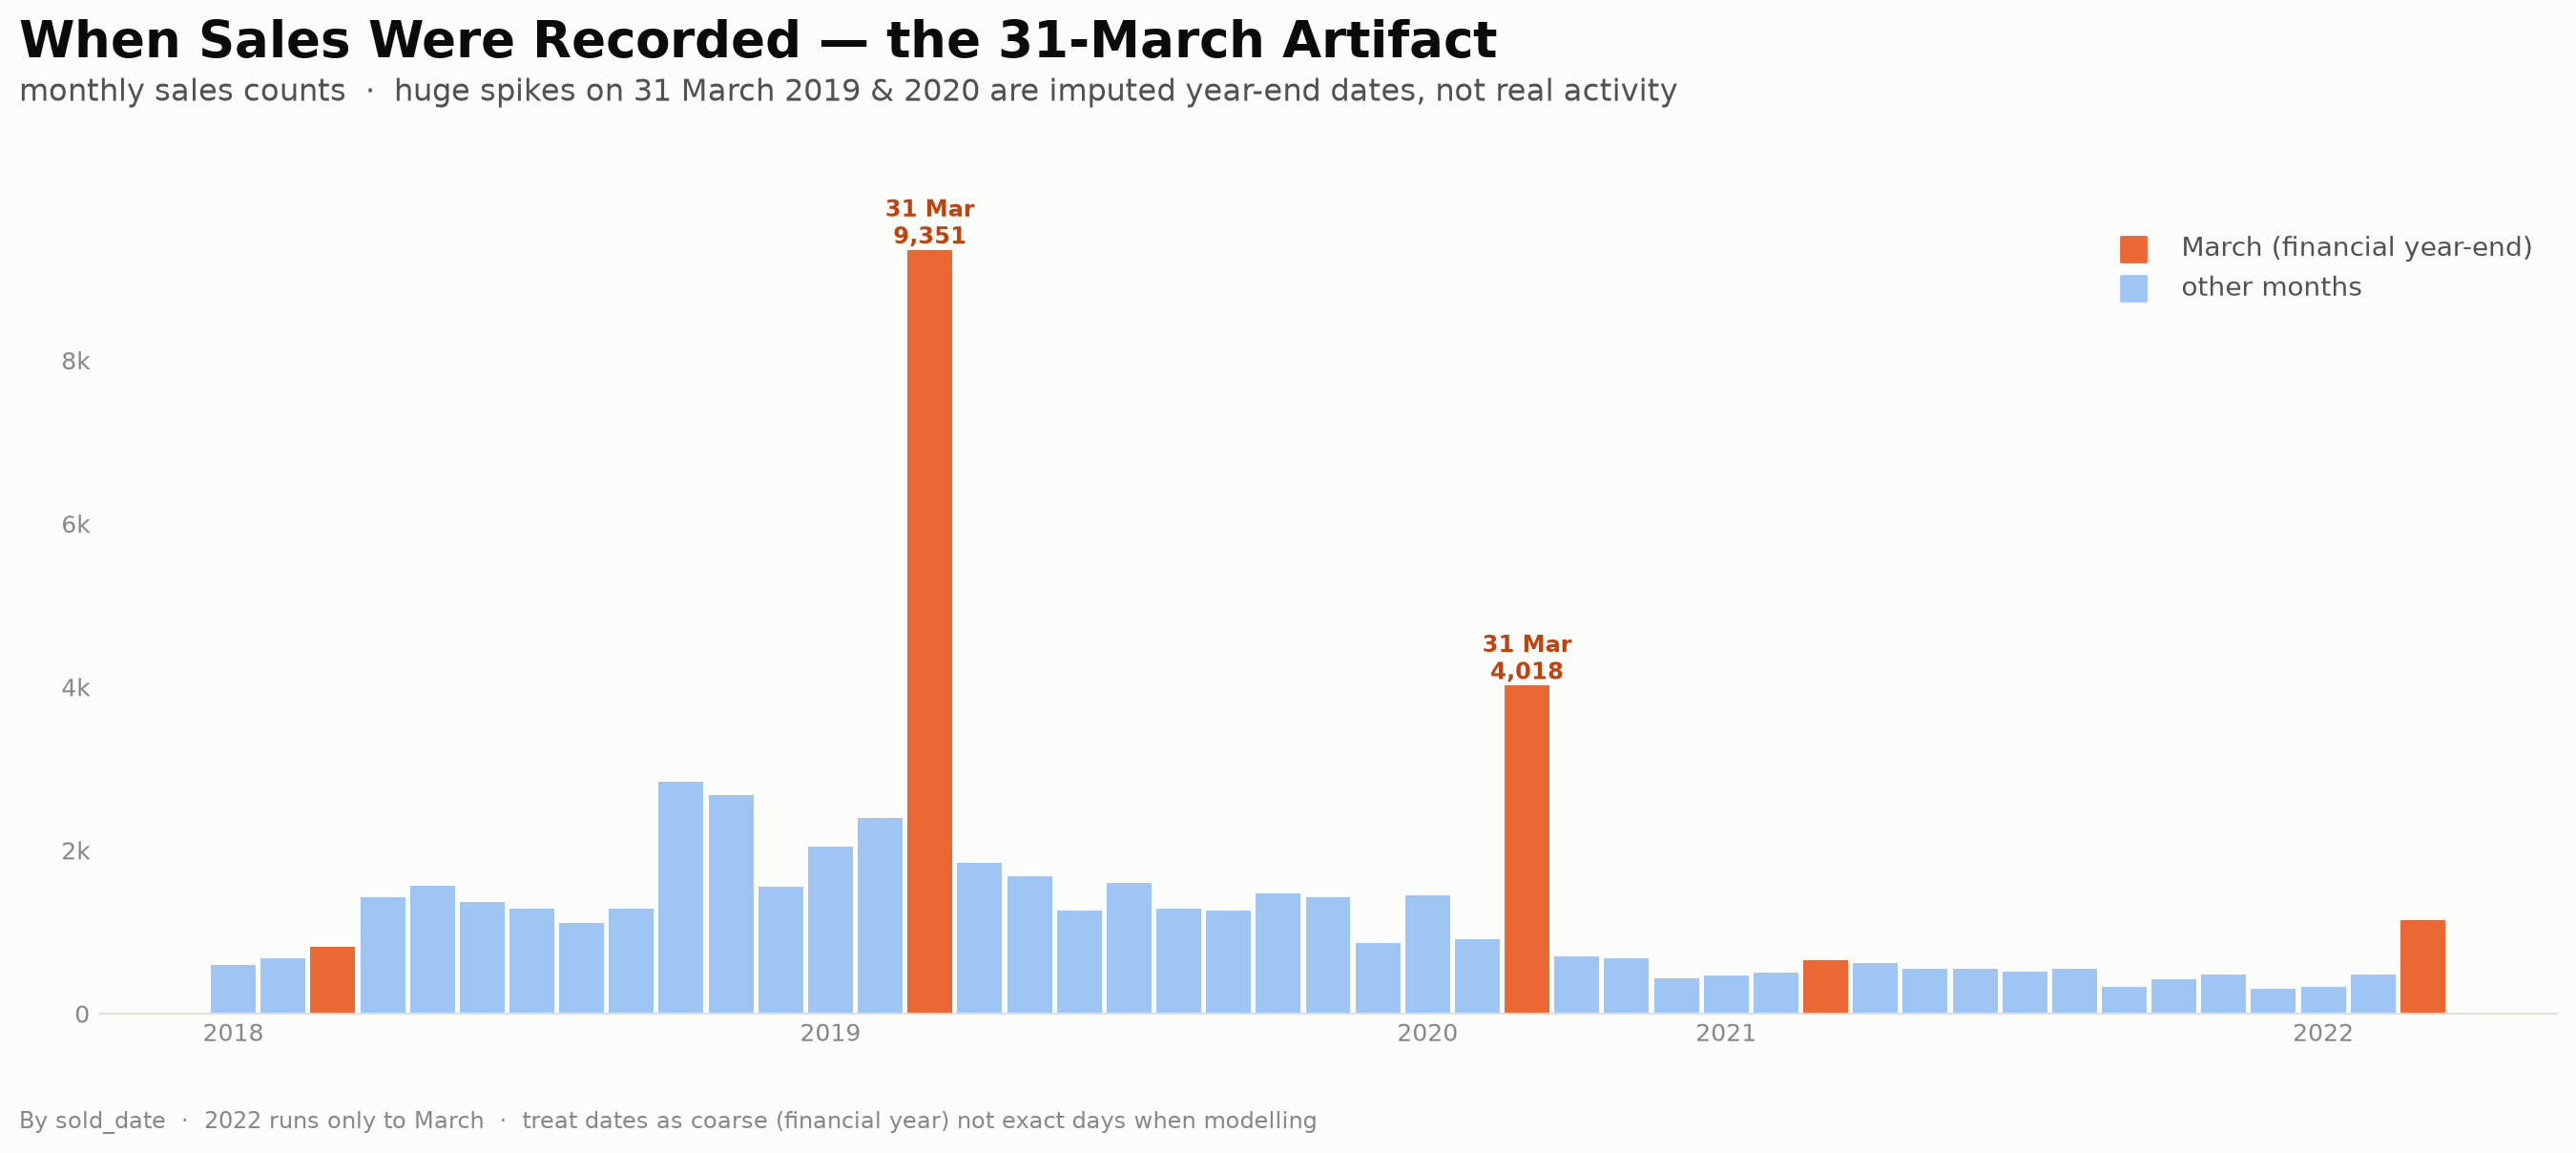 When Sales Were Recorded — the 31-March Artifact
monthly sales counts · huge spikes on 31 March 2019 & 2020 are imputed year-end dates, not real activity
31 Mar
9,351
March (financial year-end)
other months
8k
6k
31 Mar
4,018
4k
2k
0
2018 2019 2020 2021 2022
By sold_date · 2022 runs only to March · treat dates as coarse (financial year) not exact days when modelling